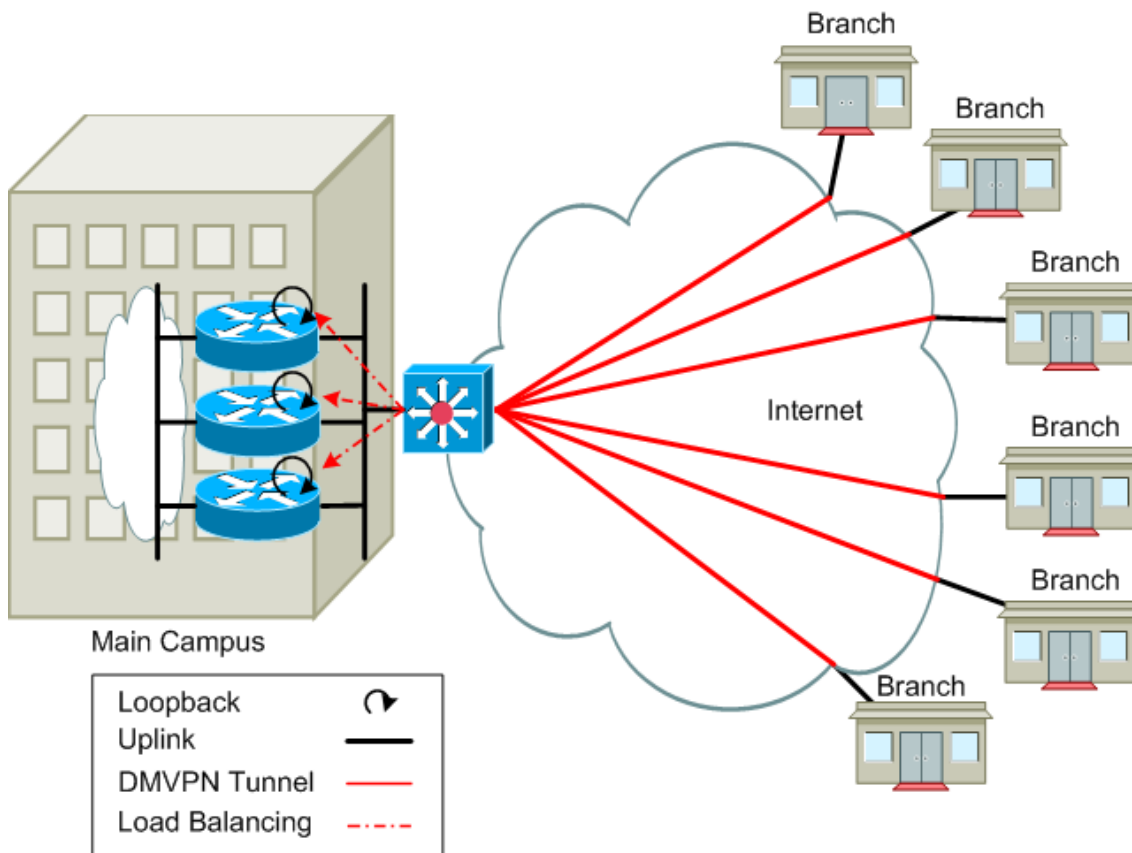 Branch
Branch
Branch
Internet
Branch
Branch
Branch
Main Campus
Loopback
Uplink
DMVPN Tunnel
Load Balancing